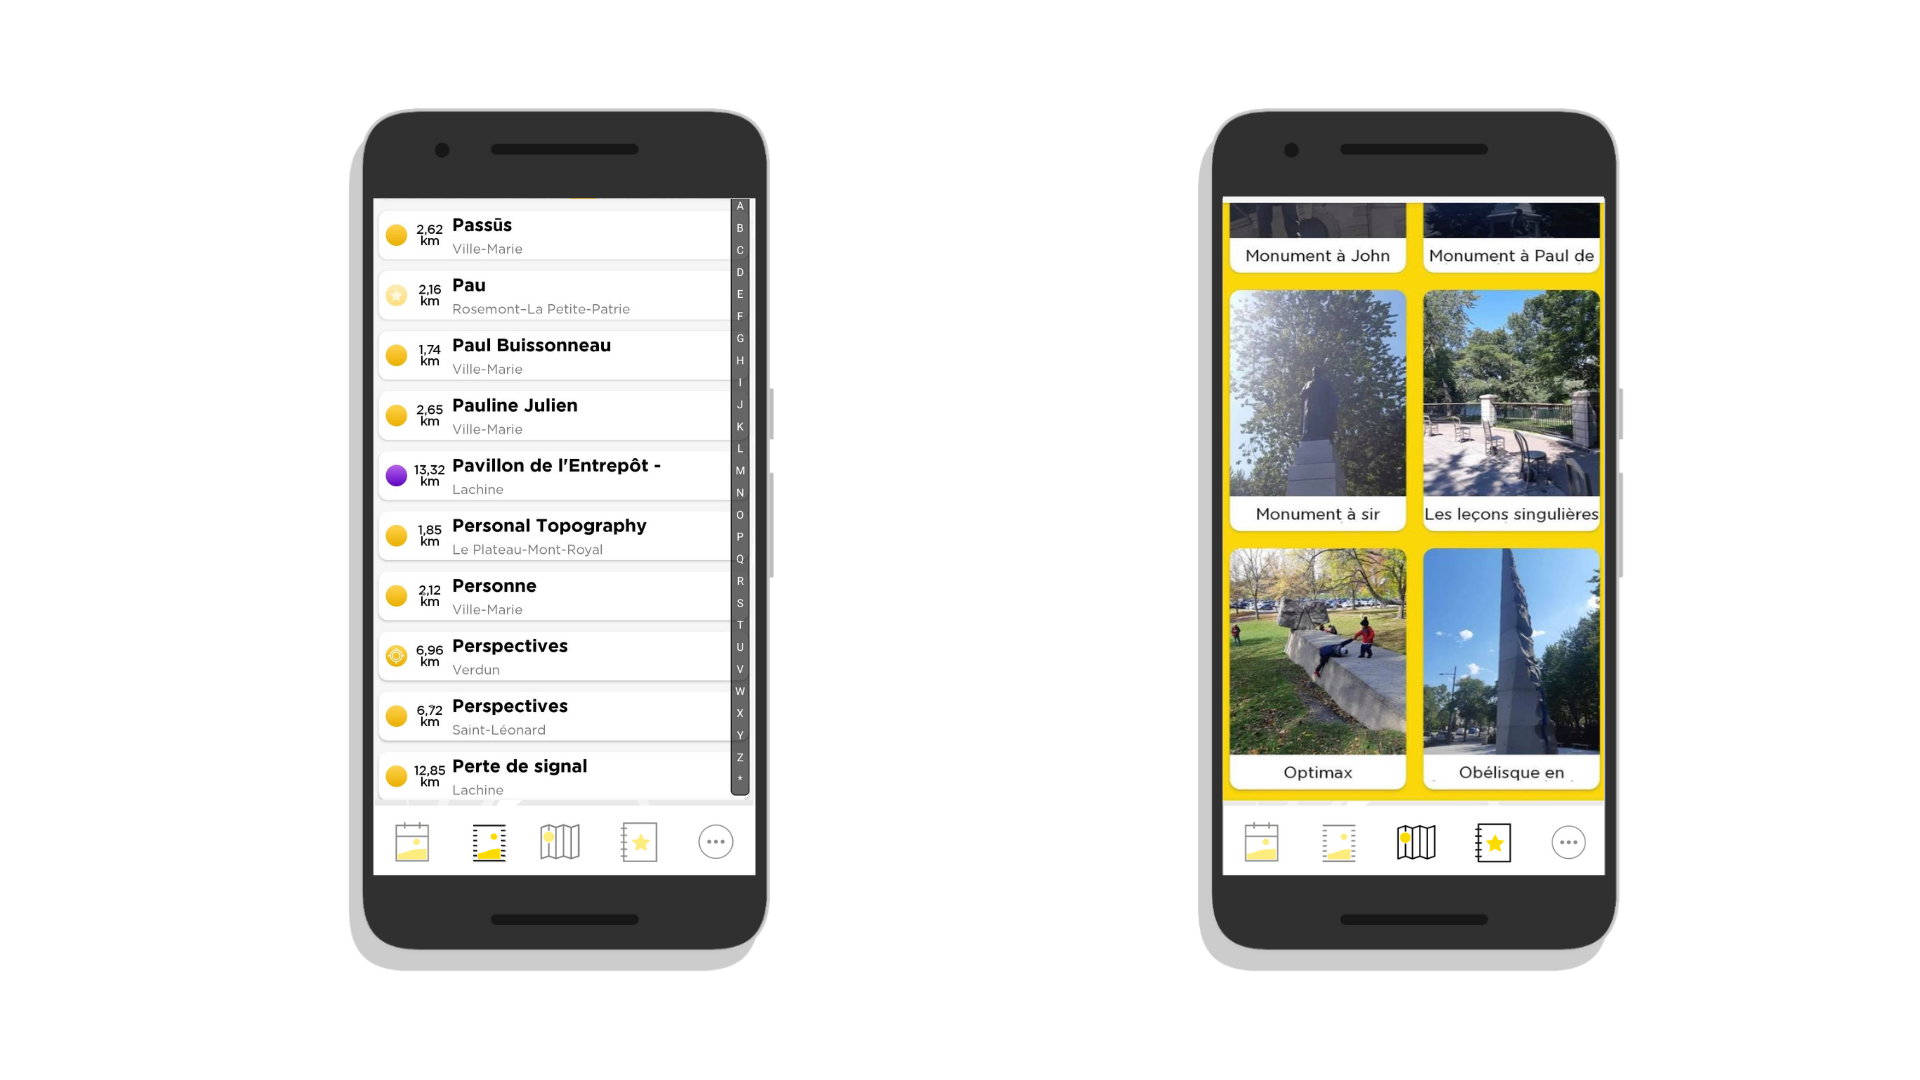 Passūs
2,62
km
Ville-Marie
Pau
2,16
km
Rosemont–La Petite-Patrie
Paul Buissonneau
1,74
km
Ville-Marie
Pauline Julien
2,65
km
Ville-Marie
Pavillon de l'Entrepôt -
13,32
km
Lachine
Personal Topography
1,85
km
Le Plateau-Mont-Royal
Personne
2,12
km
Ville-Marie
Perspectives
6,96
km
Verdun
Perspectives
6,72
km
Saint-Léonard
Perte de signal
12,85
km
Lachine
A
B
C
D
E
F
G
H
I
J
K
L
M
N
O
P
Q
R
S
T
U
V
W
X
Y
Z
*
Monument à John
Monument à Paul de
Monument à sir
Les leçons singulières
Optimax
Obélisque en